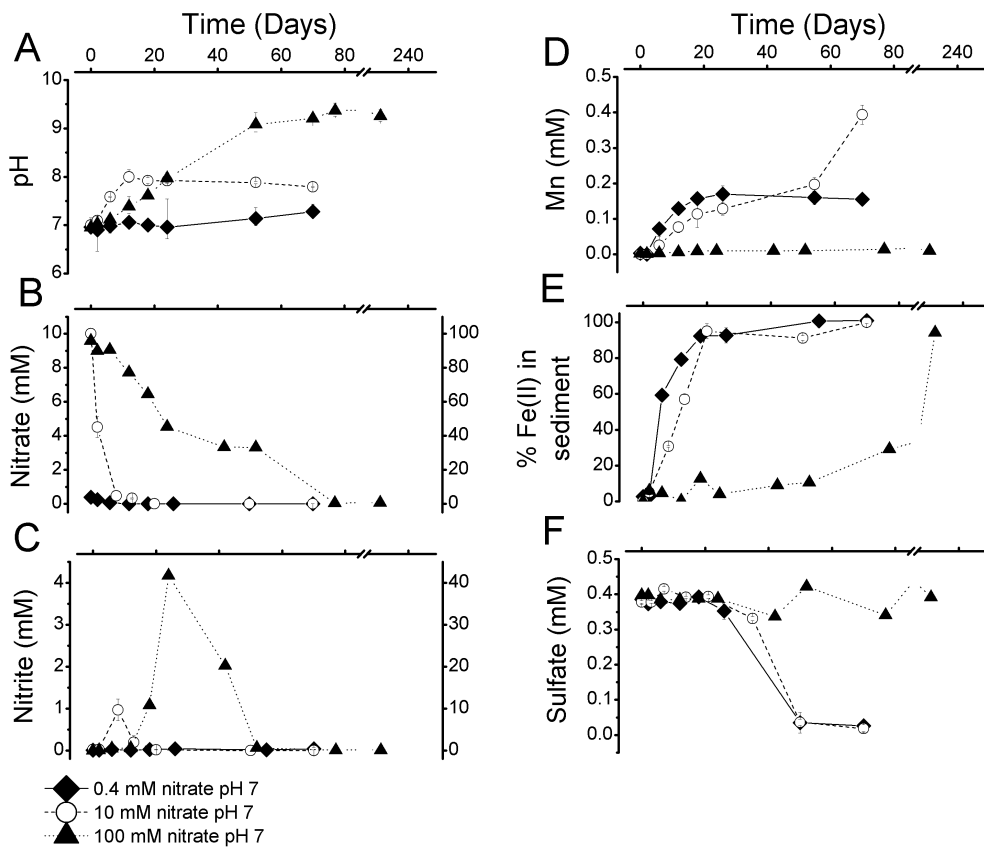 Time (Days)
A
0 20 40 60 80 240
10
9
8
7
6
pH
B
10
8
6
4
2
0
Nitrate (mM)
100
80
60
40
20
0
C
4
3
2
1
0
Nitrite (mM)
40
30
20
10
0
0.4 mM nitrate pH 7
10 mM nitrate pH 7
100 mM nitrate pH 7
Time (Days)
D
0 20 40 60 80 240
0.5
0.4
0.3
0.2
0.1
0.0
Mn (mM)
E
100
80
60
40
20
0
% Fe(II) in
sediment
F
0.5
0.4
0.3
0.2
0.1
0.0
Sulfate (mM)